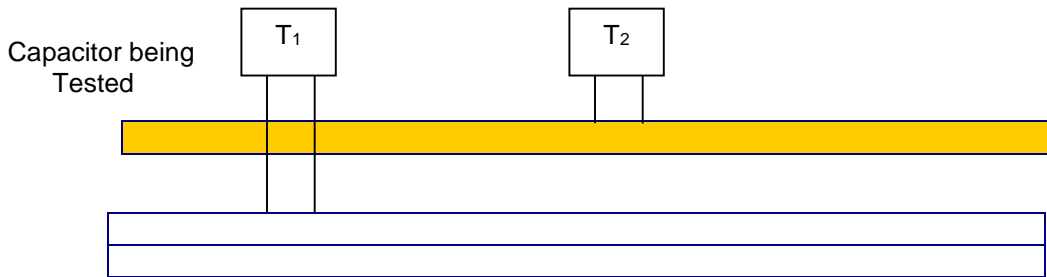 Capacitor being
Tested
T₁
T₂